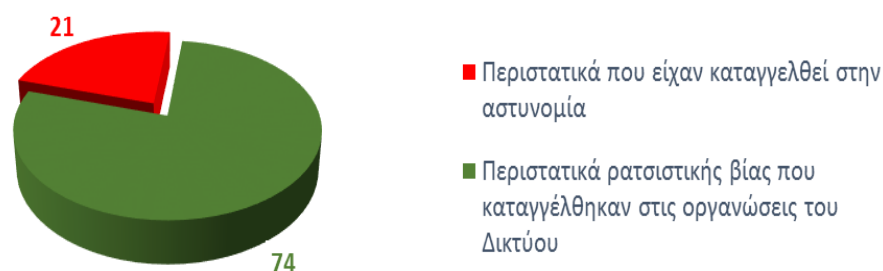 21
Περιστατικά που είχαν καταγγελθεί στην
αστυνομία
Περιστατικά ρατσιστικής βίας που
καταγγέλθηκαν στις οργανώσεις του
Δικτύου
74